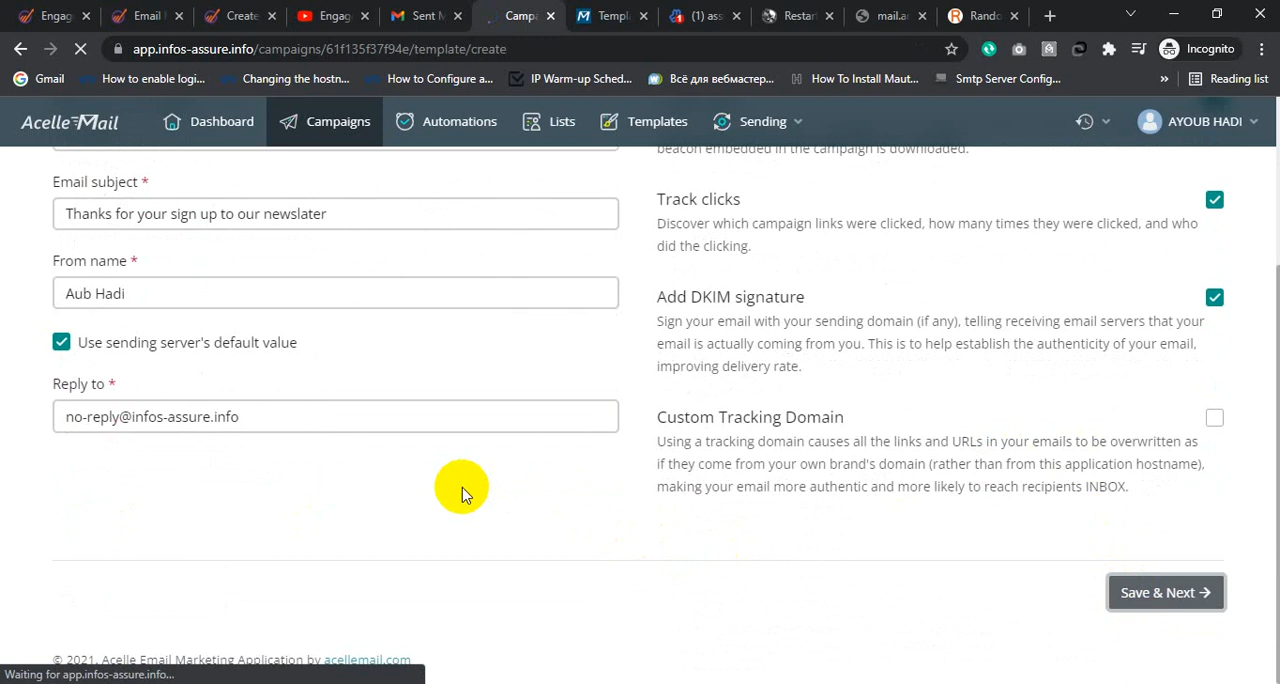 Engag
Email M
Create
Engag
Sent M
Campa
Templ
(1) ass
Restar
mail.ar
Rando
app.infos-assure.info/campaigns/61f135f37f94e/template/create
Incognito
Gmail
How to enable logi...
Changing the hostn...
How to Configure a...
IP Warm-up Sched...
Всё для вебмастер...
How To Install Maut...
Smtp Server Config...
»
Reading list
Acelle Mail
Dashboard
Campaigns
Automations
Lists
Templates
Sending
AYOUB HADI
beacon embedded in the campaign is downloaded.
Email subject *
Thanks for your sign up to our newslater
From name *
Aub Hadi
Use sending server's default value
Reply to *
no-reply@infos-assure.info
Track clicks
Discover which campaign links were clicked, how many times they were clicked, and who
did the clicking.
Add DKIM signature
Sign your email with your sending domain (if any), telling receiving email servers that your
email is actually coming from you. This is to help establish the authenticity of your email,
improving delivery rate.
Custom Tracking Domain
Using a tracking domain causes all the links and URLs in your emails to be overwritten as
if they come from your own brand's domain (rather than from this application hostname),
making your email more authentic and more likely to reach recipients INBOX.
Save & Next →
© 2021. Acelle Email Marketing Application by acellemail.com
Waiting for app.infos-assure.info...